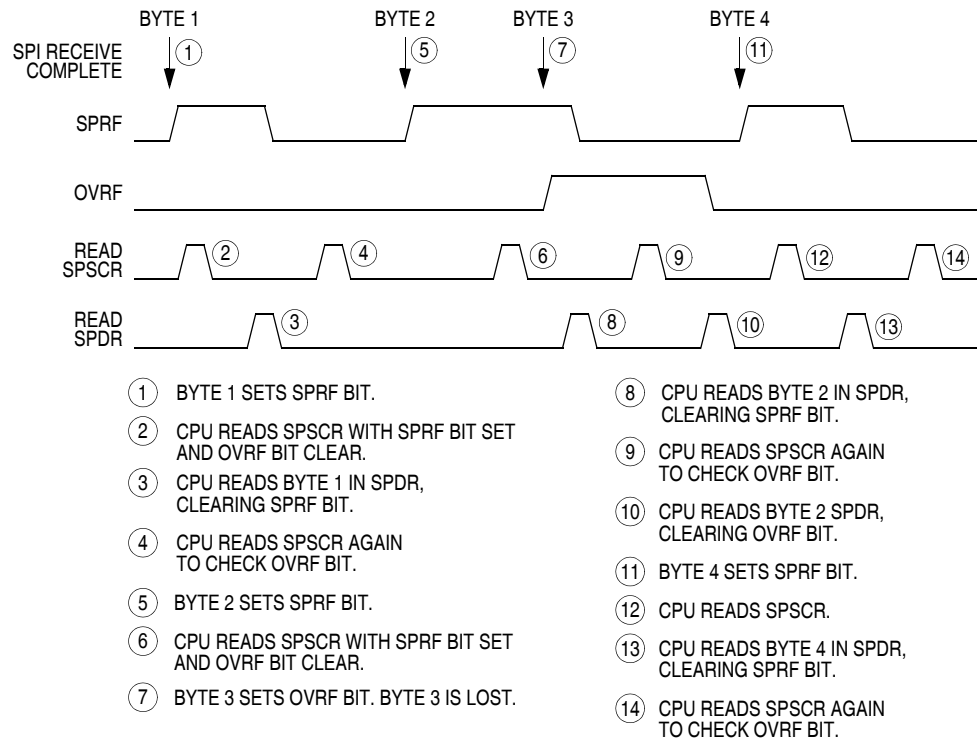 BYTE 1 BYTE 2 BYTE 3 BYTE 4
SPI RECEIVE
COMPLETE
1 5 7 11
SPRF
OVRF
READ
SPSCR
2 4 6 9 12 14
READ
SPDR
3 8 10 13
1 BYTE 1 SETS SPRF BIT.
2 CPU READS SPSCR WITH SPRF BIT SET
AND OVRF BIT CLEAR.
3 CPU READS BYTE 1 IN SPDR,
CLEARING SPRF BIT.
4 CPU READS SPSCR AGAIN
TO CHECK OVRF BIT.
5 BYTE 2 SETS SPRF BIT.
6 CPU READS SPSCR WITH SPRF BIT SET
AND OVRF BIT CLEAR.
7 BYTE 3 SETS OVRF BIT. BYTE 3 IS LOST.
8 CPU READS BYTE 2 IN SPDR,
CLEARING SPRF BIT.
9 CPU READS SPSCR AGAIN
TO CHECK OVRF BIT.
10 CPU READS BYTE 2 SPDR,
CLEARING OVRF BIT.
11 BYTE 4 SETS SPRF BIT.
12 CPU READS SPSCR.
13 CPU READS BYTE 4 IN SPDR,
CLEARING SPRF BIT.
14 CPU READS SPSCR AGAIN
TO CHECK OVRF BIT.